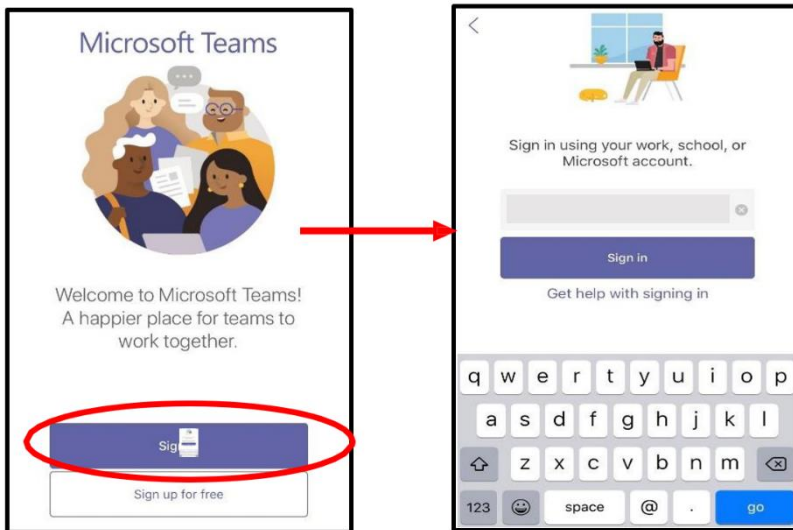 Microsoft Teams
Welcome to Microsoft Teams!
A happier place for teams to
work together.
Sig
Sign up for free
Sign in using your work, school, or
Microsoft account.
Sign in
Get help with signing in
q w e r t y u i o p
a s d f g h j k l
z x c v b n m
123 space @ . go